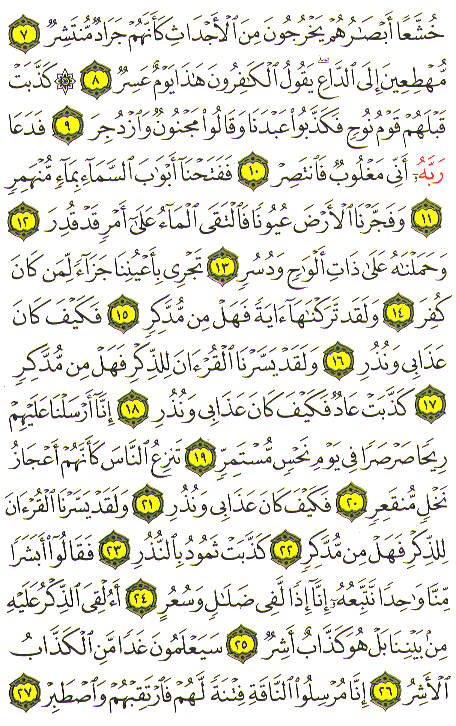 خُشَّعًا أَبْصَٰرُهُمْ يَخْرُجُونَ مِنَ ٱلْأَجْدَاثِ كَأَنَّهُمْ جَرَادٌ مُّنتَشِرٌ ٧
مُّهْطِعِينَ إِلَى ٱلدَّاعِ ۖ يَقُولُ ٱلْكَٰفِرُونَ هَٰذَا يَوْمٌ عَسِرٌ ٨ ۞ كَذَّبَتْ
قَبْلَهُمْ قَوْمُ نُوحٍ فَكَذَّبُوا۟ عَبْدَنَا وَقَالُوا۟ مَجْنُونٌ وَٱزْدُجِرَ ٩ فَدَعَا
رَبَّهُۥٓ أَنِّى مَغْلُوبٌ فَٱنتَصِرْ ١٠ فَفَتَحْنَآ أَبْوَٰبَ ٱلسَّمَآءِ بِمَآءٍ مُّنْهَمِرٍ
١١ وَفَجَّرْنَا ٱلْأَرْضَ عُيُونًا فَٱلْتَقَى ٱلْمَآءُ عَلَىٰٓ أَمْرٍ قَدْ قُدِرَ ١٢
وَحَمَلْنَٰهُ عَلَىٰ ذَاتِ أَلْوَٰحٍ وَدُسُرٍ ١٣ تَجْرِى بِأَعْيُنِنَا جَزَآءً لِّمَن كَانَ
كُفِرَ ١٤ وَلَقَد تَّرَكْنَٰهَآ ءَايَةً فَهَلْ مِن مُّدَّكِرٍ ١٥ فَكَيْفَ كَانَ
عَذَابِى وَنُذُرِ ١٦ وَلَقَدْ يَسَّرْنَا ٱلْقُرْءَانَ لِلذِّكْرِ فَهَلْ مِن مُّدَّكِرٍ
١٧ كَذَّبَتْ عَادٌ فَكَيْفَ كَانَ عَذَابِى وَنُذُرِ ١٨ إِنَّآ أَرْسَلْنَا عَلَيْهِمْ
رِيحًا صَرْصَرًا فِى يَوْمِ نَحْسٍ مُّسْتَمِرٍّ ١٩ تَنزِعُ ٱلنَّاسَ كَأَنَّهُمْ أَعْجَازُ
نَخْلٍ مُّنقَعِرٍ ٢٠ فَكَيْفَ كَانَ عَذَابِى وَنُذُرِ ٢١ وَلَقَدْ يَسَّرْنَا ٱلْقُرْءَانَ
لِلذِّكْرِ فَهَلْ مِن مُّدَّكِرٍ ٢٢ كَذَّبَتْ ثَمُودُ بِٱلنُّذُرِ ٢٣ فَقَالُوٓا۟ أَبَشَرًا
مِّنَّا وَٰحِدًا نَّتَّبِعُهُۥٓ إِنَّآ إِذًا لَّفِى ضَلَٰلٍ وَسُعُرٍ ٢٤ أَءُلْقِىَ ٱلذِّكْرُ عَلَيْهِ
مِنۢ بَيْنِنَا بَلْ هُوَ كَذَّابٌ أَشِرٌ ٢٥ سَيَعْلَمُونَ غَدًا مَّنِ ٱلْكَذَّابُ
ٱلْأَشِرُ ٢٦ إِنَّا مُرْسِلُوا۟ ٱلنَّاقَةِ فِتْنَةً لَّهُمْ فَٱرْتَقِبْهُمْ وَٱصْطَبِرْ ٢٧